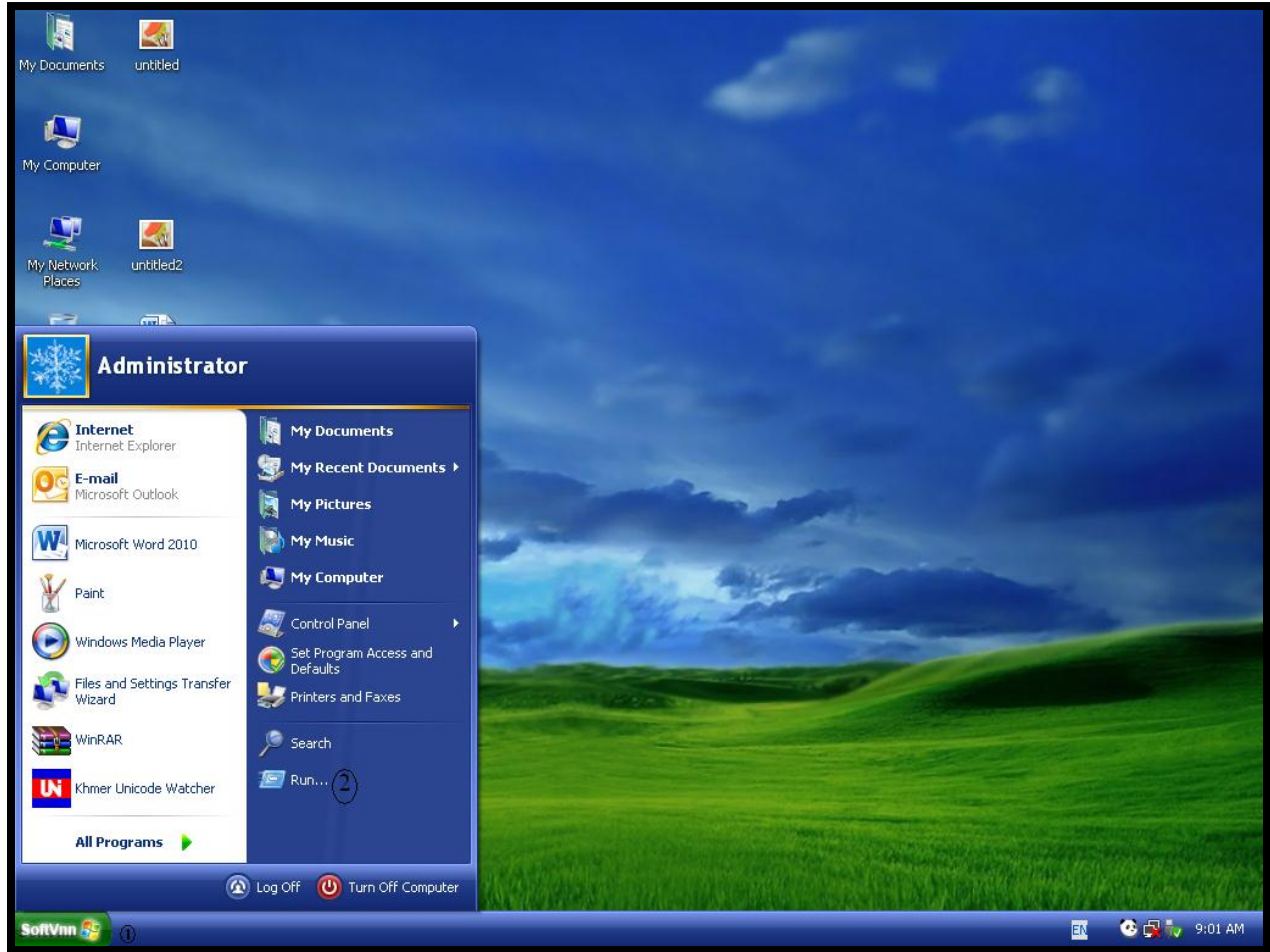 My Documents
untitled
My Computer
My Network
Places
untitled2
Administrator
Internet
Internet Explorer
E-mail
Microsoft Outlook
Microsoft Word 2010
Paint
Windows Media Player
Files and Settings Transfer
Wizard
WinRAR
Khmer Unicode Watcher
All Programs
My Documents
My Recent Documents
My Pictures
My Music
My Computer
Control Panel
Set Program Access and
Defaults
Printers and Faxes
Search
Run... ②
Log Off
Turn Off Computer
SoftVnn ①
EN
9:01 AM